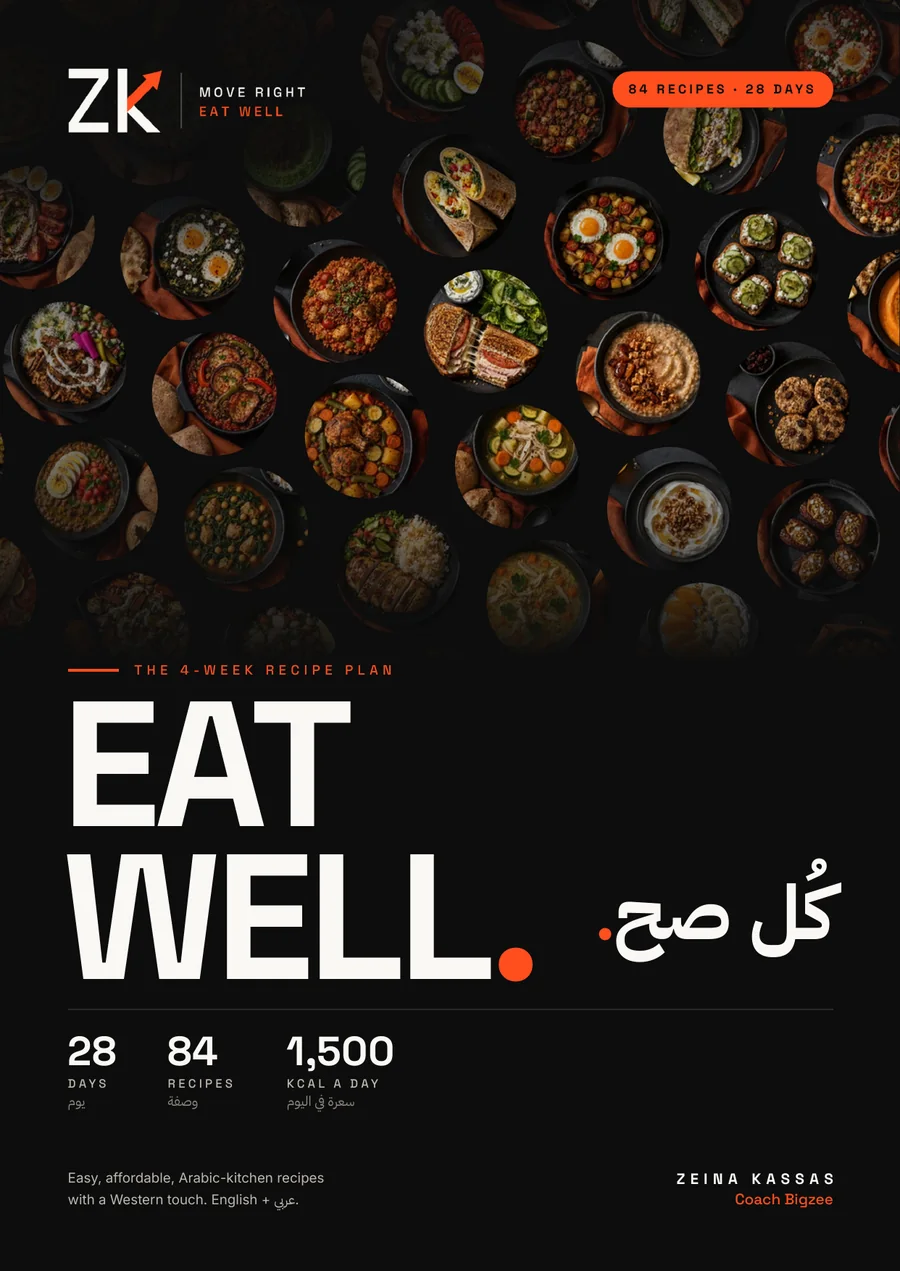 ZK
MOVE RIGHT
EAT WELL
84 RECIPES · 28 DAYS
THE 4-WEEK RECIPE PLAN
EAT
WELL.
كُل صح.
28
DAYS
يوم
84
RECIPES
وصفة
1,500
KCAL A DAY
سعرة في اليوم
Easy, affordable, Arabic-kitchen recipes
with a Western touch. English + عربي.
ZEINA KASSAS
Coach Bigzee